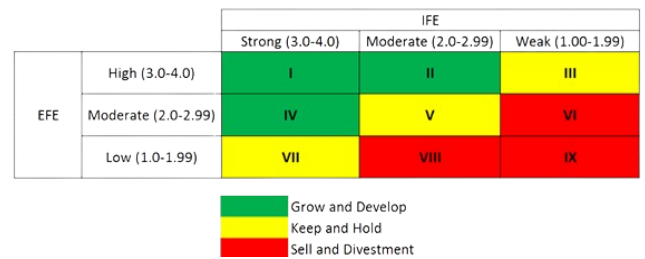 IFE
Strong (3.0-4.0) Moderate (2.0-2.99) Weak (1.00-1.99)
High (3.0-4.0) I II III
EFE Moderate (2.0-2.99) IV V VI
Low (1.0-1.99) VII VIII IX
Grow and Develop
Keep and Hold
Sell and Divestment